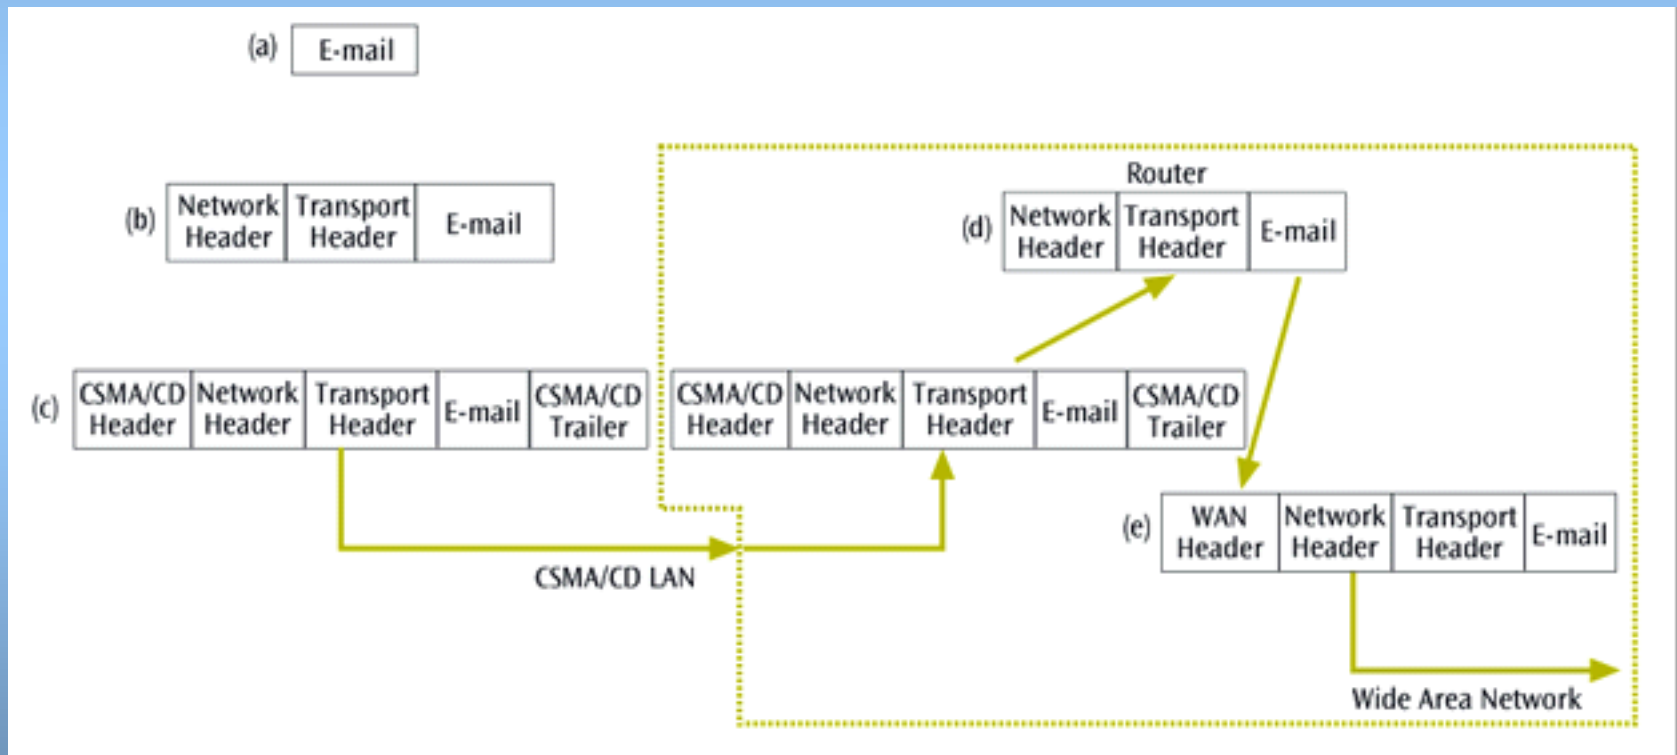 (a) E-mail
Router
(b) Network Header Transport Header E-mail
(d) Network Header Transport Header E-mail
(c) CSMA/CD Header Network Header Transport Header E-mail CSMA/CD Trailer
CSMA/CD Header Network Header Transport Header E-mail CSMA/CD Trailer
(e) WAN Header Network Header Transport Header E-mail
CSMA/CD LAN
Wide Area Network